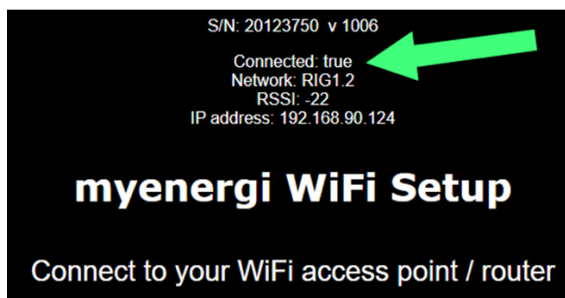 S/N: 20123750 v 1006
Connected: true
Network: RIG1.2
RSSI: -22
IP address: 192.168.90.124
myenergi WiFi Setup
Connect to your WiFi access point / router